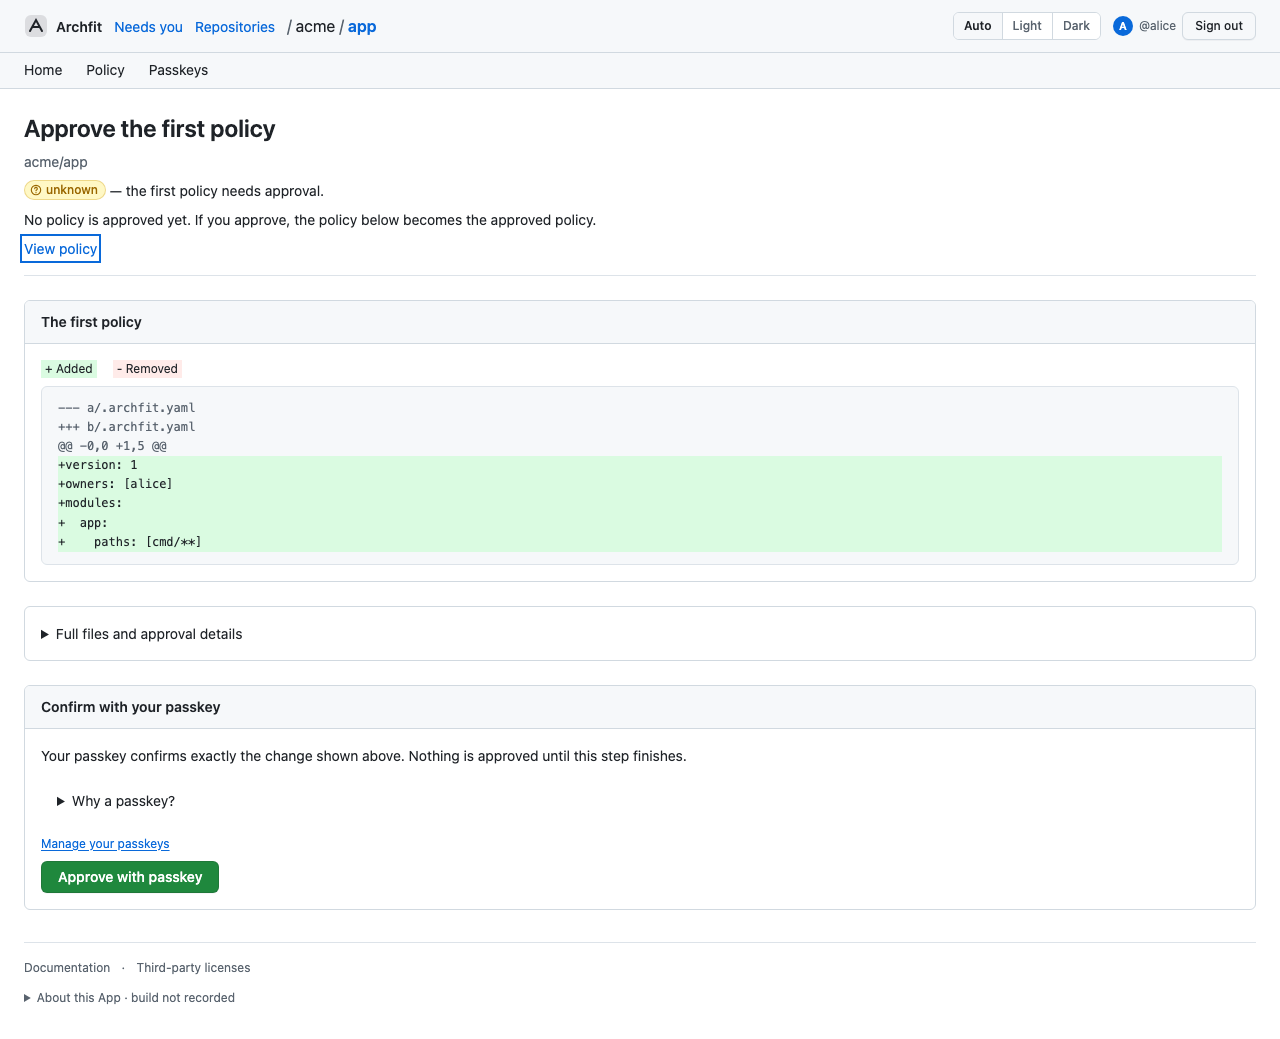 Archfit Needs you Repositories / acme / app Auto Light Dark A @alice Sign out
Home Policy Passkeys
Approve the first policy
acme/app
unknown — the first policy needs approval.
No policy is approved yet. If you approve, the policy below becomes the approved policy.
View policy
The first policy
+ Added - Removed
--- a/.archfit.yaml
+++ b/.archfit.yaml
@@ -0,0 +1,5 @@
+version: 1
+owners: [alice]
+modules:
+  app:
+    paths: [cmd/**]
Full files and approval details
Confirm with your passkey
Your passkey confirms exactly the change shown above. Nothing is approved until this step finishes.
Why a passkey?
Manage your passkeys
Approve with passkey
Documentation · Third-party licenses
About this App · build not recorded